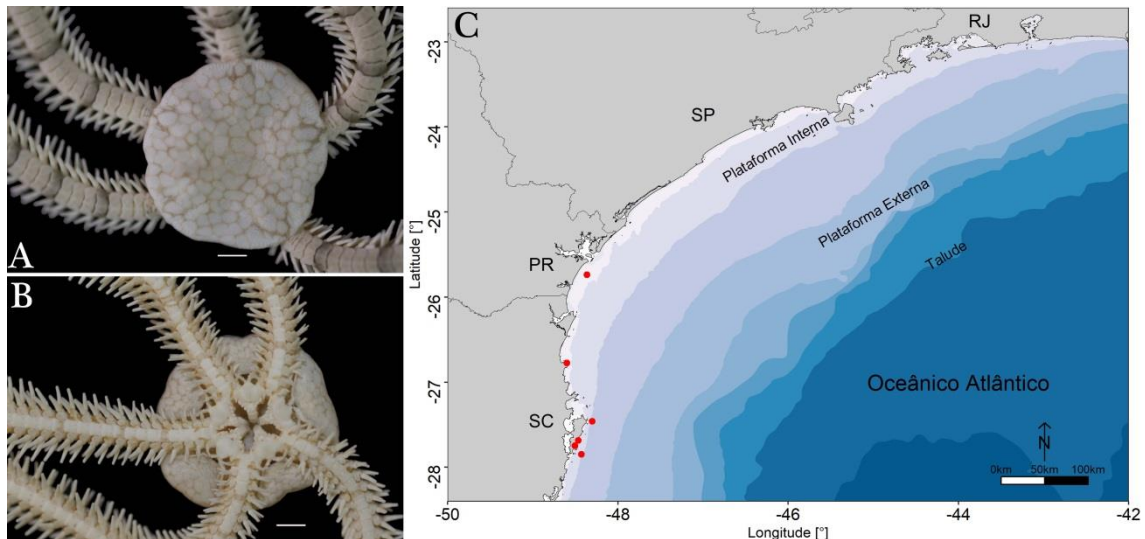 A
B
C
RJ
SP
PR
SC
Plataforma Interna
Plataforma Externa
Talude
Oceânico Atlântico
N
0km 50km 100km
Latitude [°]
-23
-24
-25
-26
-27
-28
-50 -48 -46 -44 -42
Longitude [°]